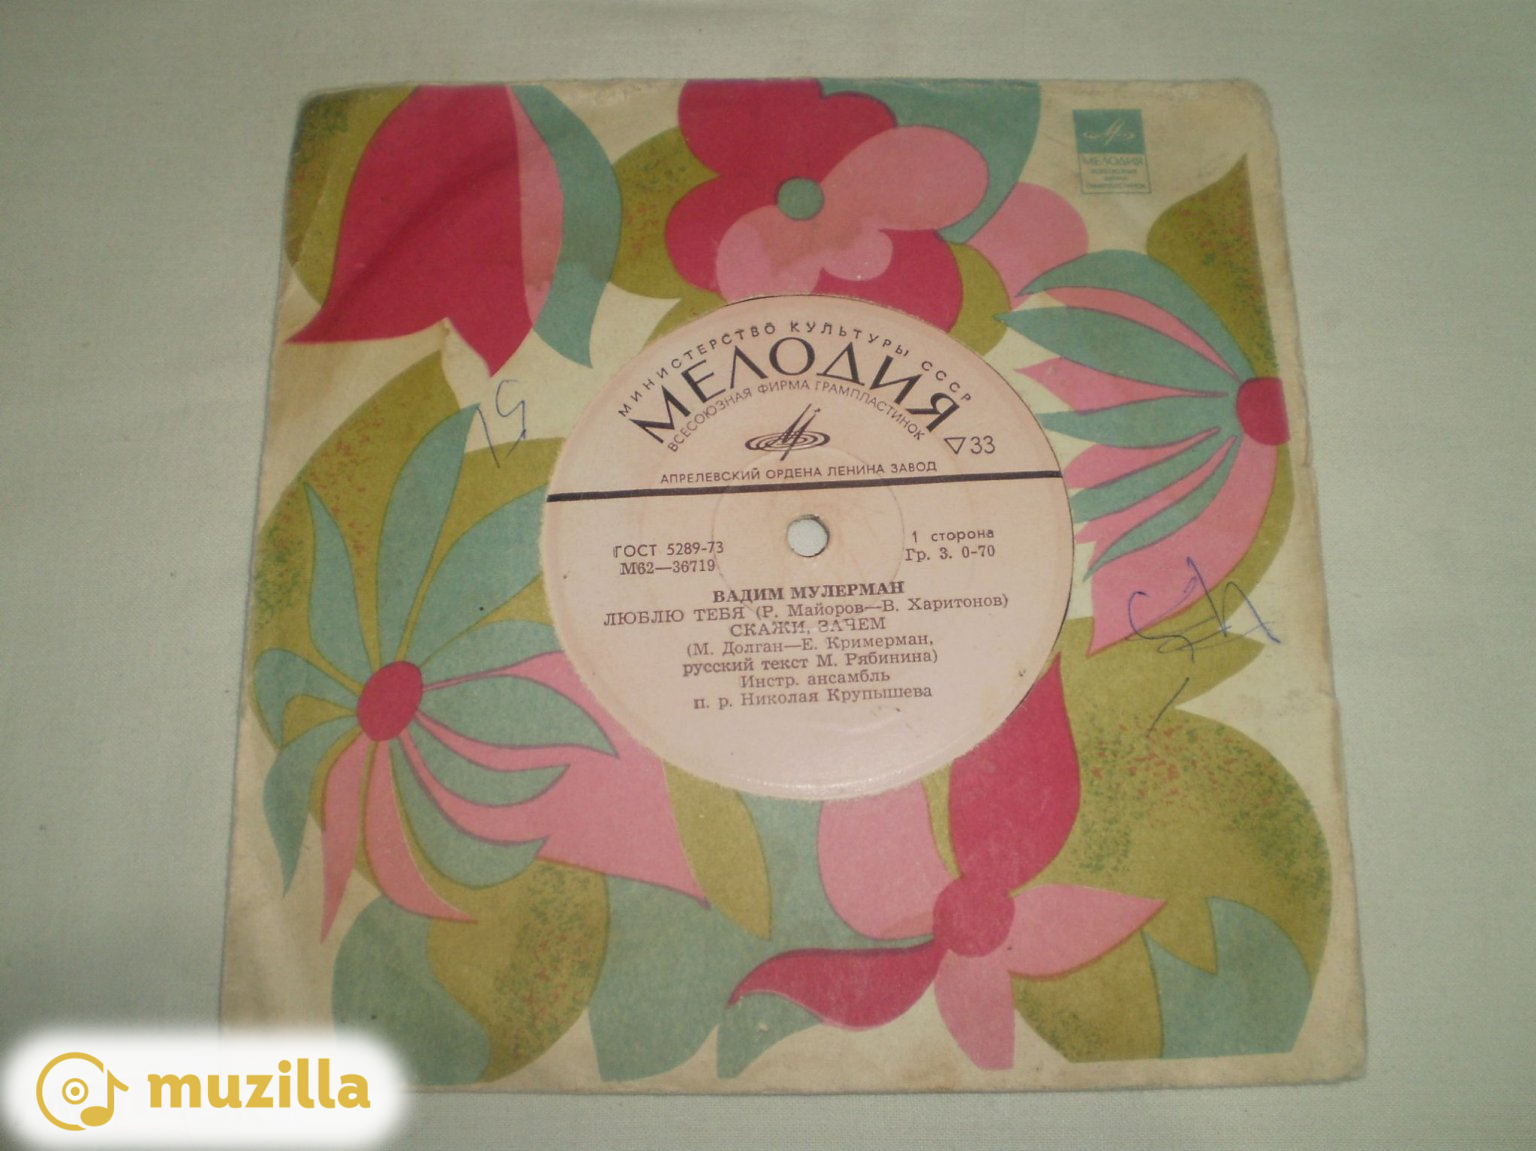 МЕЛОДИЯ
МИНИСТЕРСТВО КУЛЬТУРЫ СССР
МЕЛОДИЯ
ВСЕСОЮЗНАЯ ФИРМА ГРАМПЛАСТИНОК
33
АПРЕЛЕВСКИЙ ОРДЕНА ЛЕНИНА ЗАВОД
ГОСТ 5289-73
1 сторона
М62—36719
Гр. 3. 0-70
ВАДИМ МУЛЕРМАН
ЛЮБЛЮ ТЕБЯ (Р. Майоров—В. Харитонов)
СКАЖИ, ЗАЧЕМ
(М. Долган—Е. Кримерман,
русский текст М. Рябинина)
Инстр. ансамбль
п. р. Николая Крупышева
muzilla